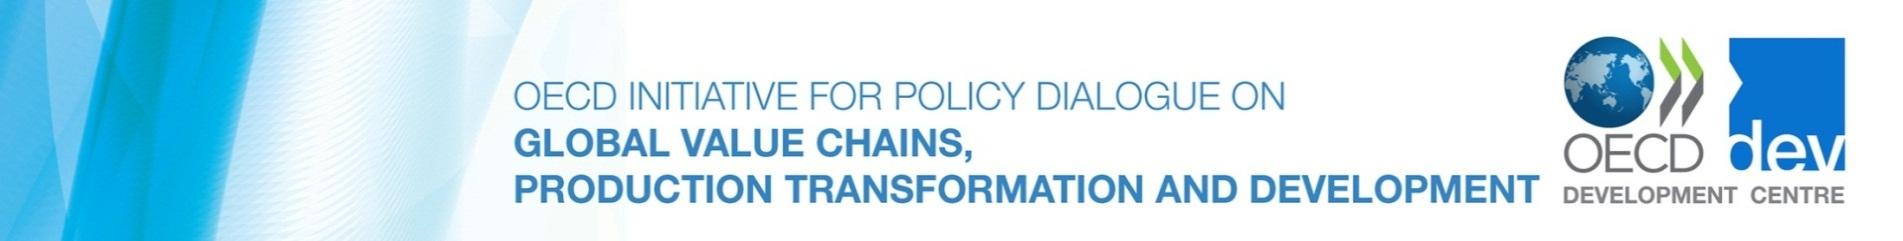 OECD INITIATIVE FOR POLICY DIALOGUE ON
GLOBAL VALUE CHAINS,
PRODUCTION TRANSFORMATION AND DEVELOPMENT
OECD dev
DEVELOPMENT CENTRE